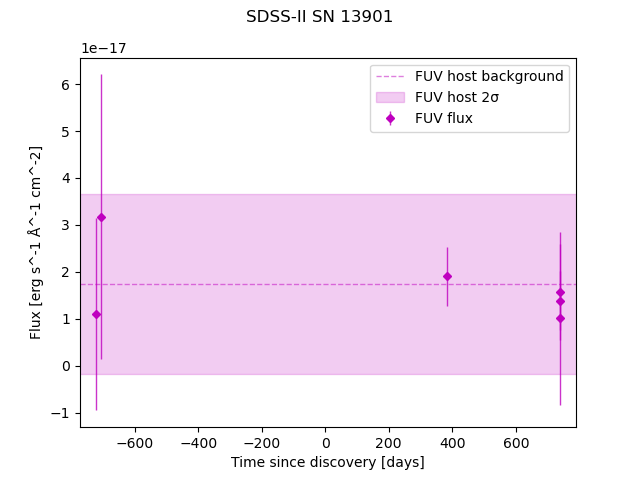 SDSS-II SN 13901
1e−17
FUV host background
FUV host 2σ
FUV flux
6
5
4
3
2
1
0
−1
Flux [erg s^-1 Å^-1 cm^-2]
−600 −400 −200 0 200 400 600
Time since discovery [days]